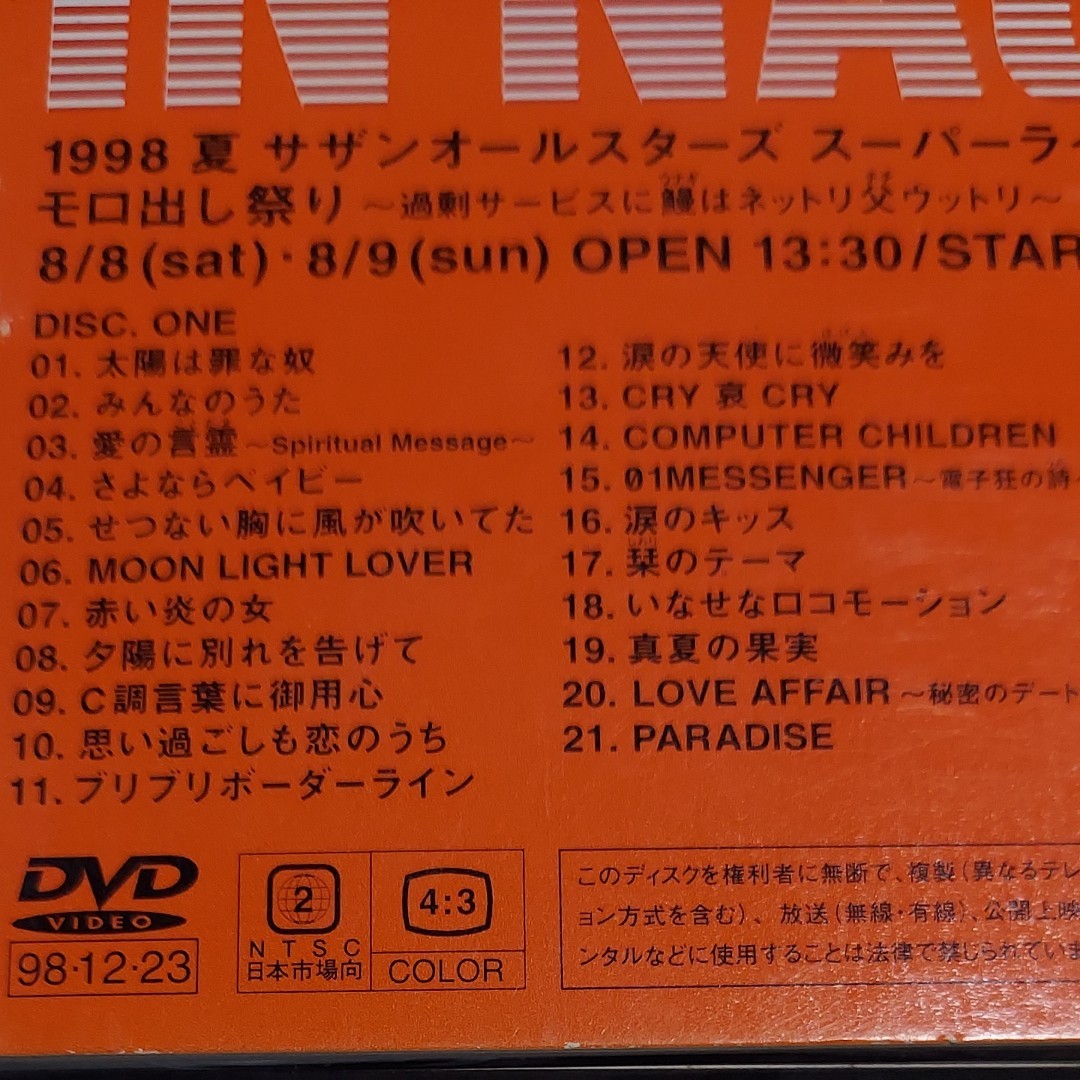 IN NAG
1998 夏 サザンオールスターズ スーパーライ
モロ出し祭り ～過剰サービスに鰻はネットリ父ウットリ～
8/8(sat)・8/9(sun) OPEN 13:30/STAR
DISC. ONE
01. 太陽は罪な奴
02. みんなのうた
03. 愛の言霊～Spiritual Message～
04. さよならベイビー
05. せつない胸に風が吹いてた
06. MOON LIGHT LOVER
07. 赤い炎の女
08. 夕陽に別れを告げて
09. C調言葉に御用心
10. 思い過ごしも恋のうち
11. ブリブリボーダーライン
12. 涙の天使に微笑みを
13. CRY 哀 CRY
14. COMPUTER CHILDREN
15. 01MESSENGER～電子狂の詩～
16. 涙のキッス
17. 栞のテーマ
18. いなせなロコモーション
19. 真夏の果実
20. LOVE AFFAIR～秘密のデート
21. PARADISE
DVD
VIDEO
98・12・23
2
NTSC
日本市場向
4:3
COLOR
このディスクを権利者に無断で、複製(異なるテレ
ョン方式を含む)、放送(無線・有線)、公開上映
ンタルなどに使用することは法律で禁じられていま